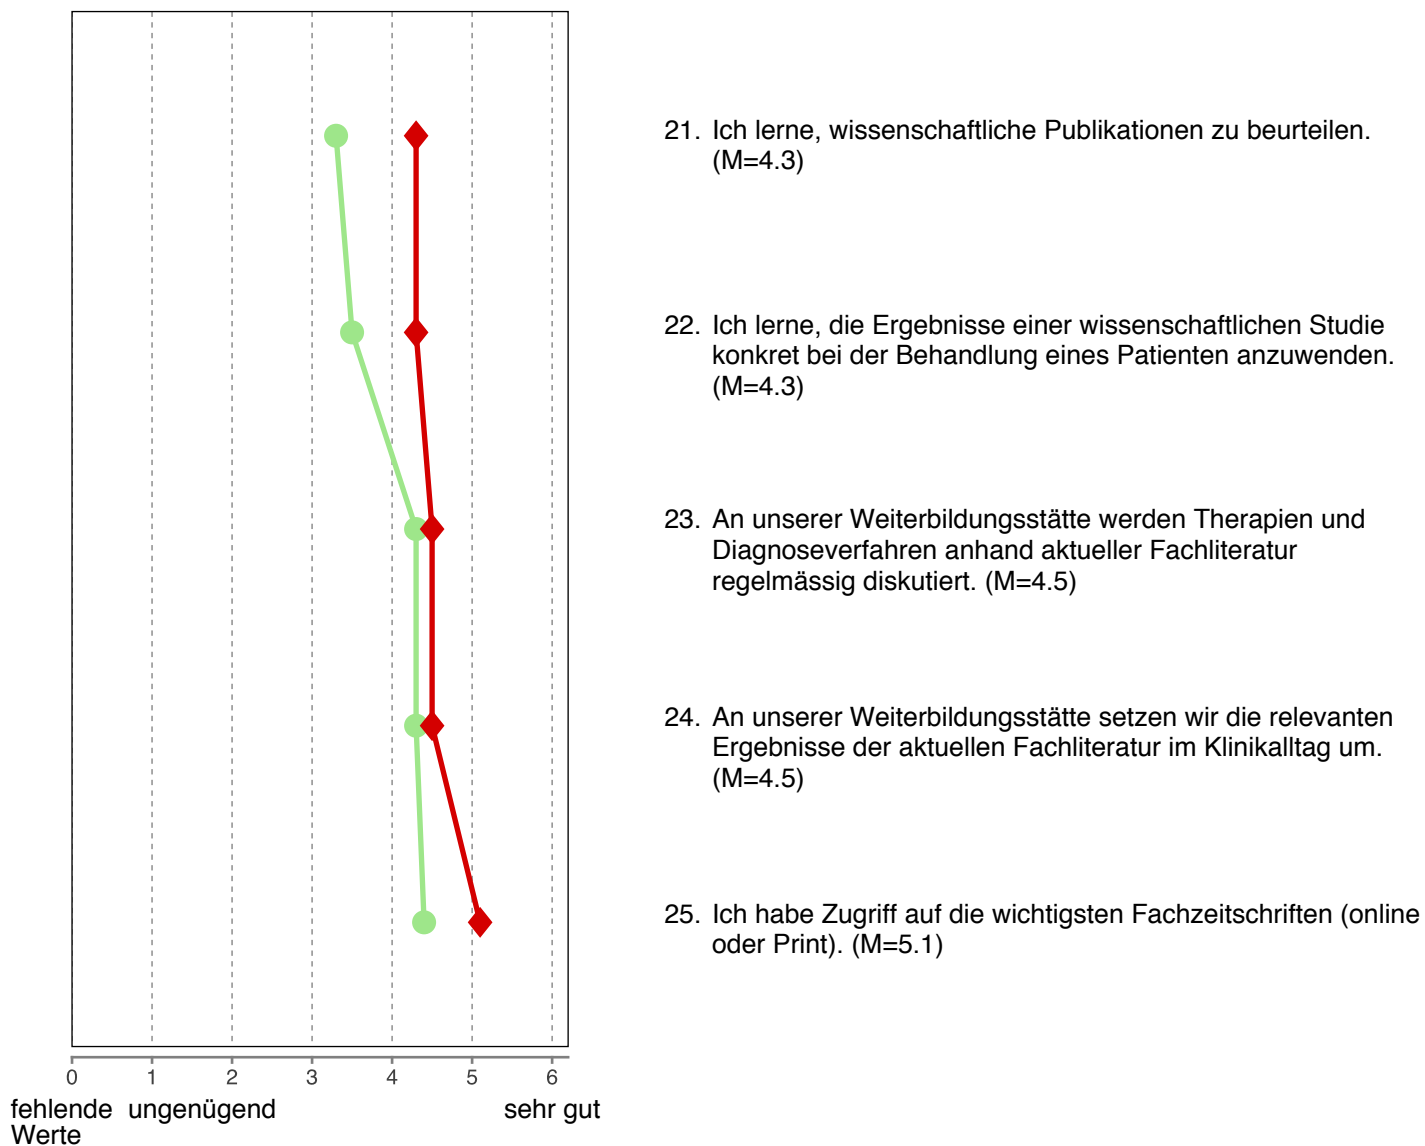 21. Ich lerne, wissenschaftliche Publikationen zu beurteilen.
(M=4.3)
22. Ich lerne, die Ergebnisse einer wissenschaftlichen Studie
konkret bei der Behandlung eines Patienten anzuwenden.
(M=4.3)
23. An unserer Weiterbildungsstätte werden Therapien und
Diagnoseverfahren anhand aktueller Fachliteratur
regelmässig diskutiert. (M=4.5)
24. An unserer Weiterbildungsstätte setzen wir die relevanten
Ergebnisse der aktuellen Fachliteratur im Klinikalltag um.
(M=4.5)
25. Ich habe Zugriff auf die wichtigsten Fachzeitschriften (online
oder Print). (M=5.1)
0 1 2 3 4 5 6
fehlende ungenügend sehr gut
Werte